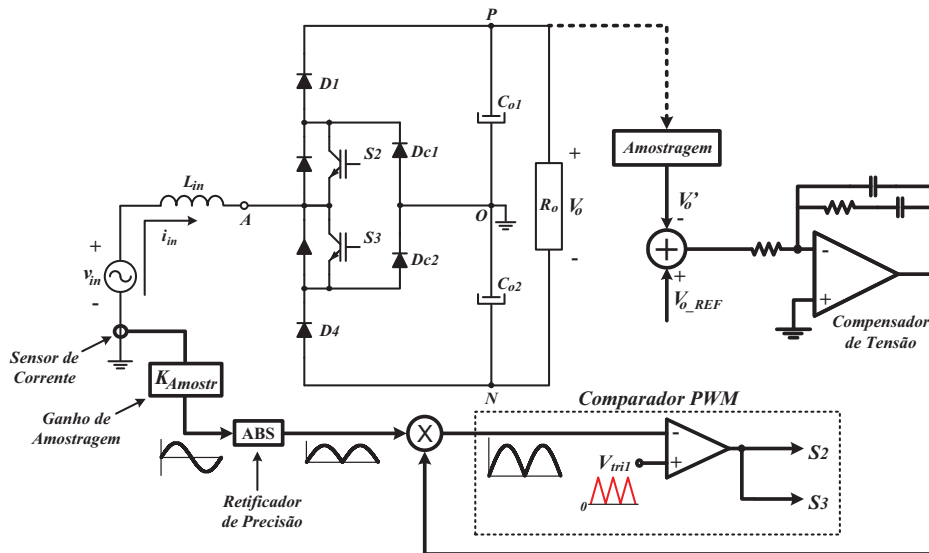 P
D1
Co1
S2
Dc1
Amostragem
Lin
A
O
Ro
+
Vo
-
Vo'
-
iin
S3
Dc2
+
vin
-
+
Vo_REF
-
+
Compensador
de Tensão
Co2
D4
Sensor de
Corrente
N
KAmostr
Ganho de
Amostragem
Comparador PWM
ABS
X
-
S2
Vtri1
+
0
S3
Retificador
de Precisão